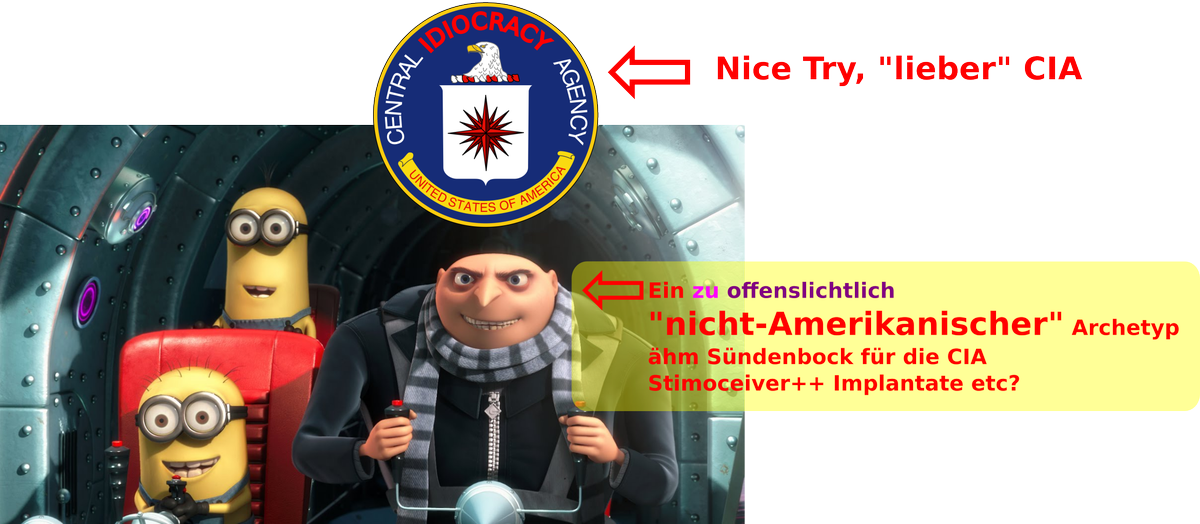 CENTRAL IDIOCRACY AGENCY
UNITED STATES OF AMERICA
Nice Try, "lieber" CIA
Ein zu offenslichtlich
"nicht-Amerikanischer" Archetyp
ähm Sündenbock für die CIA
Stimoceiver++ Implantate etc?